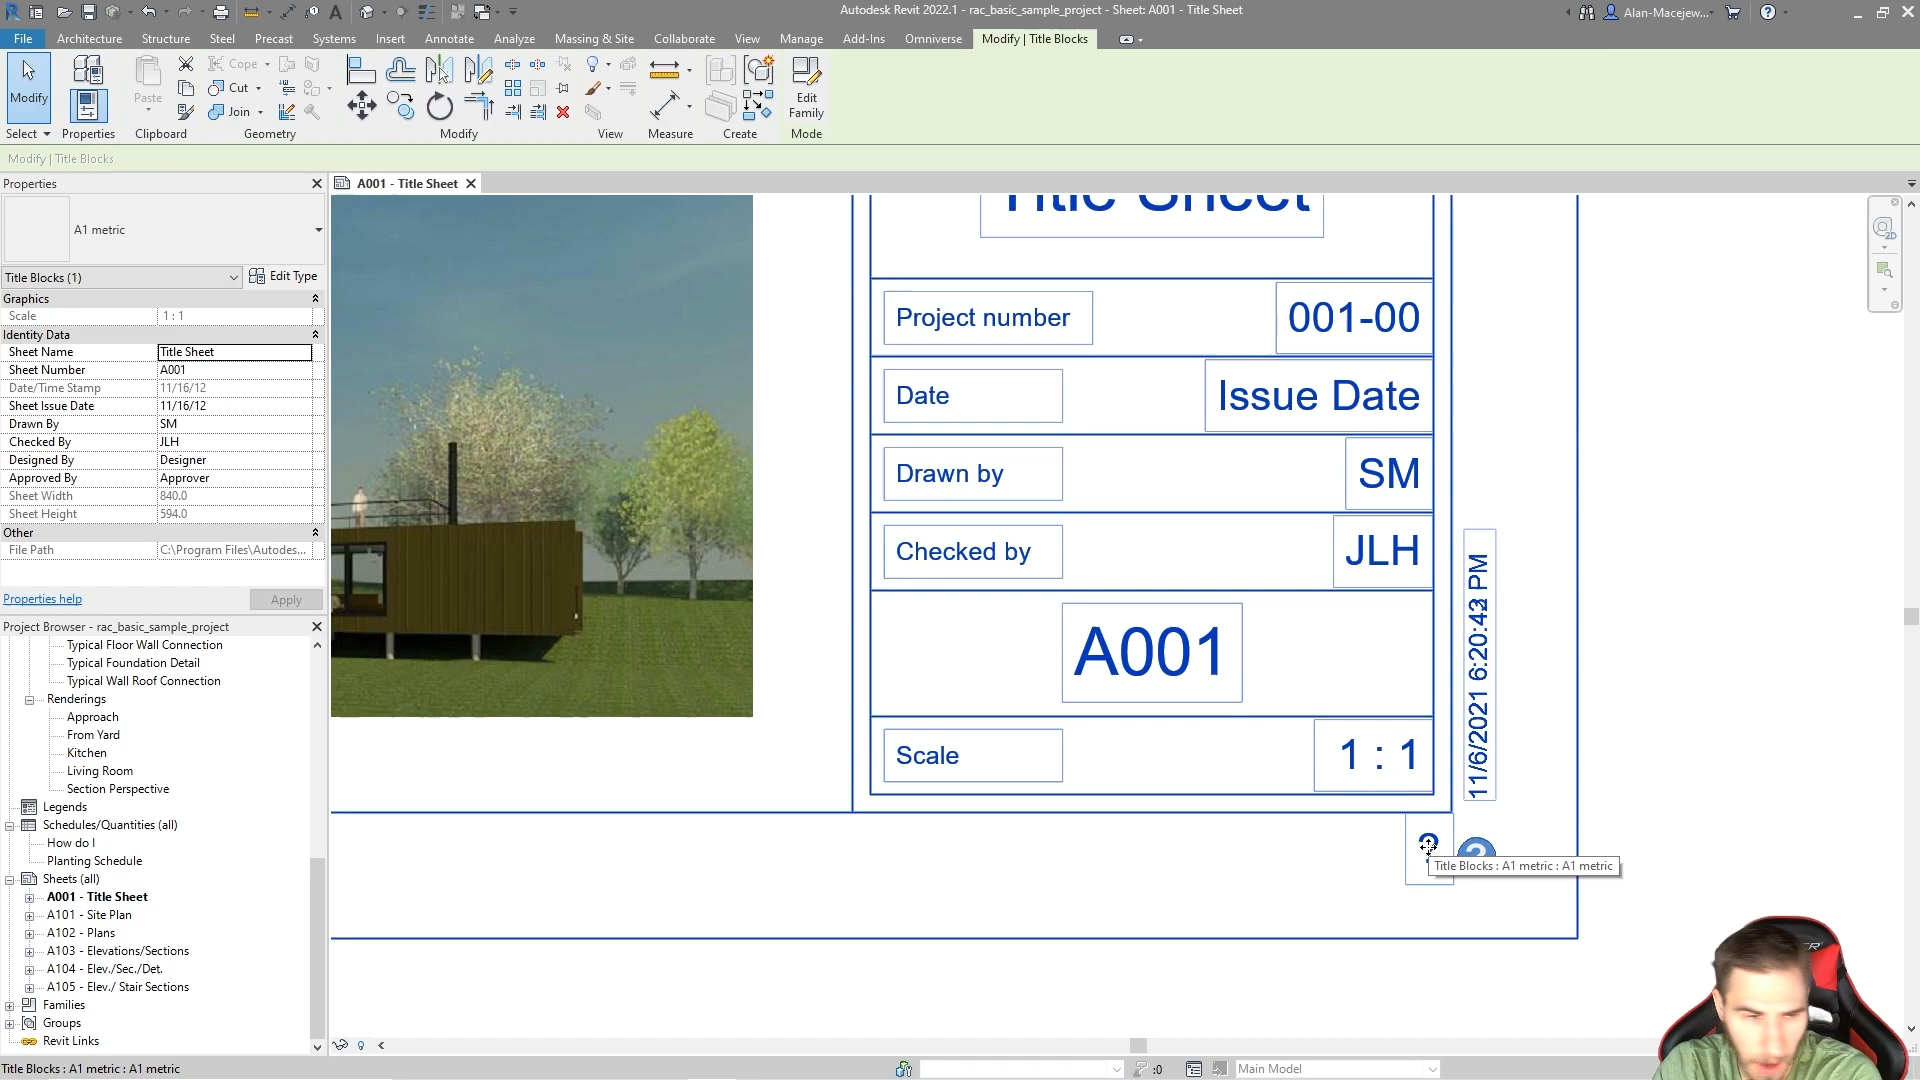 Autodesk Revit 2022.1 - rac_basic_sample_project - Sheet: A001 - Title Sheet
Alan-Macejew...
File Architecture Structure Steel Precast Systems Insert Annotate Analyze Massing & Site Collaborate View Manage Add-Ins Omniverse Modify | Title Blocks
Modify
Paste
Cope
Cut
Join
Edit Family
Select Properties Clipboard Geometry Modify View Measure Create Mode
Modify | Title Blocks
Properties
A1 metric
Title Blocks (1)
Edit Type
Graphics
Scale 1 : 1
Identity Data
Sheet Name Title Sheet
Sheet Number A001
Date/Time Stamp 11/16/12
Sheet Issue Date 11/16/12
Drawn By SM
Checked By JLH
Designed By Designer
Approved By Approver
Sheet Width 840.0
Sheet Height 594.0
Other
File Path C:\Program Files\Autodes...
Properties help
Apply
Project Browser - rac_basic_sample_project
Typical Floor Wall Connection
Typical Foundation Detail
Typical Wall Roof Connection
Renderings
Approach
From Yard
Kitchen
Living Room
Section Perspective
Legends
Schedules/Quantities (all)
How do I
Planting Schedule
Sheets (all)
A001 - Title Sheet
A101 - Site Plan
A102 - Plans
A103 - Elevations/Sections
A104 - Elev./Sec./Det.
A105 - Elev./ Stair Sections
Families
Groups
Revit Links
A001 - Title Sheet
Title Sheet
Project number 001-00
Date Issue Date
Drawn by SM
Checked by JLH
A001
Scale 1 : 1
?
Title Blocks : A1 metric : A1 metric
2D
Title Blocks : A1 metric : A1 metric
:0
Main Model